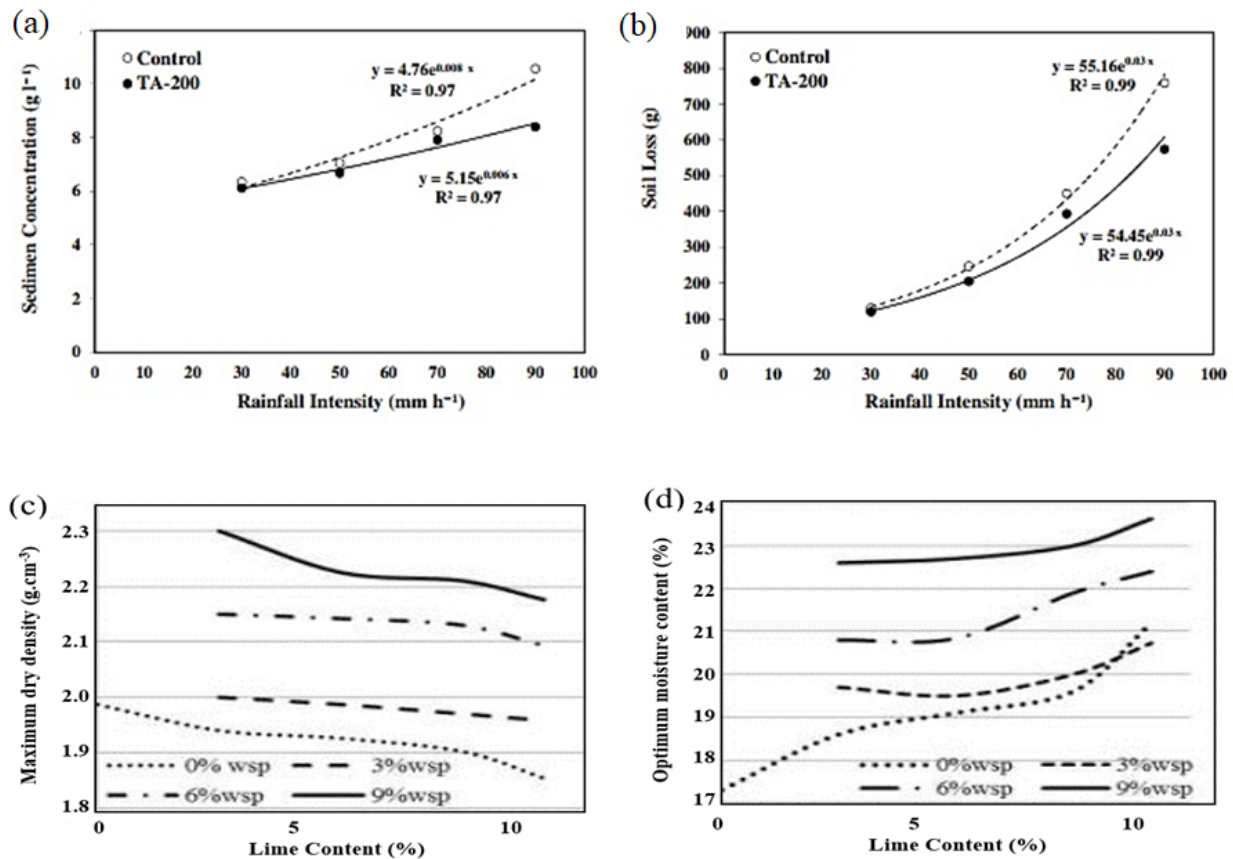 (a)
Sedimen Concentration (g l⁻¹)
10
8
6
4
2
0
Control
TA-200
y = 4.76e^0.008 x
R² = 0.97
y = 5.15e^0.006 x
R² = 0.97
0 10 20 30 40 50 60 70 80 90 100
Rainfall Intensity (mm h⁻¹)
(b)
Soil Loss (g)
900
800
700
600
500
400
300
200
100
0
Control
TA-200
y = 55.16e^0.03 x
R² = 0.99
y = 54.45e^0.03 x
R² = 0.99
0 10 20 30 40 50 60 70 80 90 100
Rainfall Intensity (mm h⁻¹)
(c)
Maximum dry density (g.cm⁻³)
2.3
2.2
2.1
2.0
1.9
1.8
0% wsp 3%wsp
6%wsp 9%wsp
0 5 10
Lime Content (%)
(d)
Optimum moisture content (%)
24
23
22
21
20
19
18
17
0%wsp 3%wsp
6%wsp 9%wsp
0 5 10
Lime Content (%)